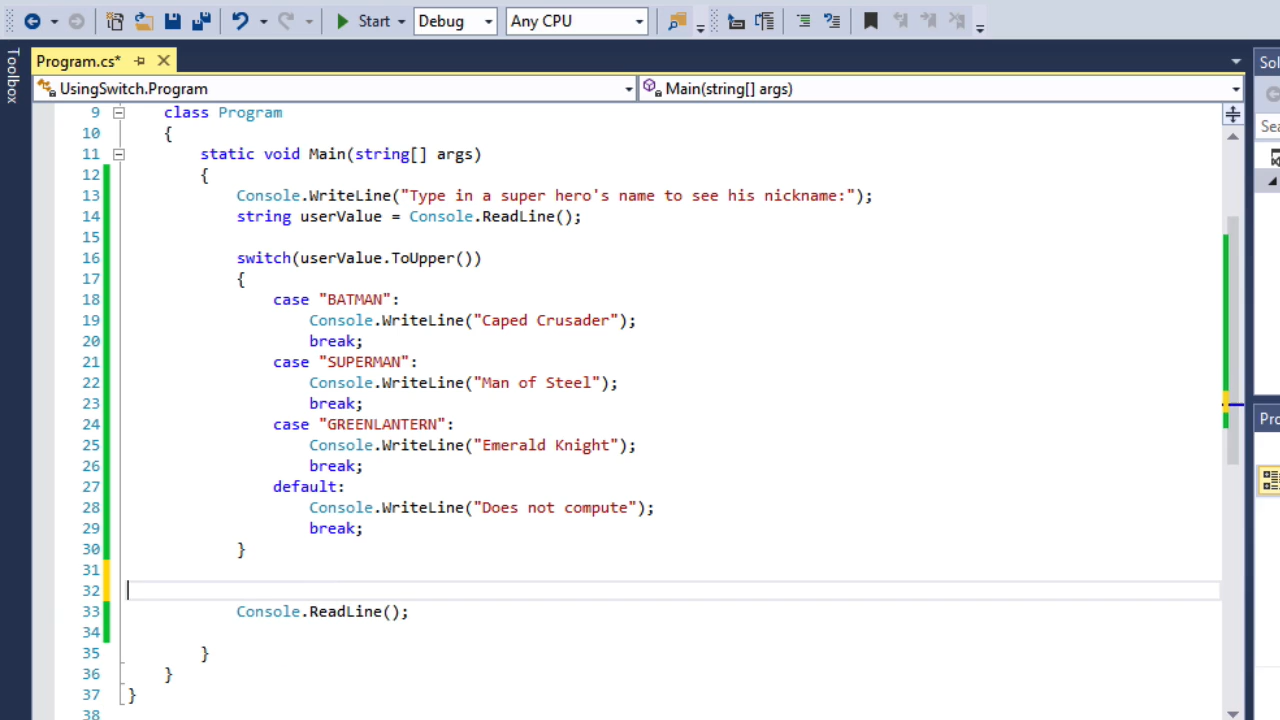 Start Debug Any CPU
Toolbox
Program.cs*
Sol
UsingSwitch.Program Main(string[] args)
Sea
9 class Program
10 {
11 static void Main(string[] args)
12 {
13 Console.WriteLine("Type in a super hero's name to see his nickname:");
14 string userValue = Console.ReadLine();
15
16 switch(userValue.ToUpper())
17 {
18 case "BATMAN":
19 Console.WriteLine("Caped Crusader");
20 break;
21 case "SUPERMAN":
22 Console.WriteLine("Man of Steel");
23 break;
24 case "GREENLANTERN":
25 Console.WriteLine("Emerald Knight");
26 break;
27 default:
28 Console.WriteLine("Does not compute");
29 break;
30 }
31
32
33 Console.ReadLine();
34
35 }
36 }
37 }
38
Pro